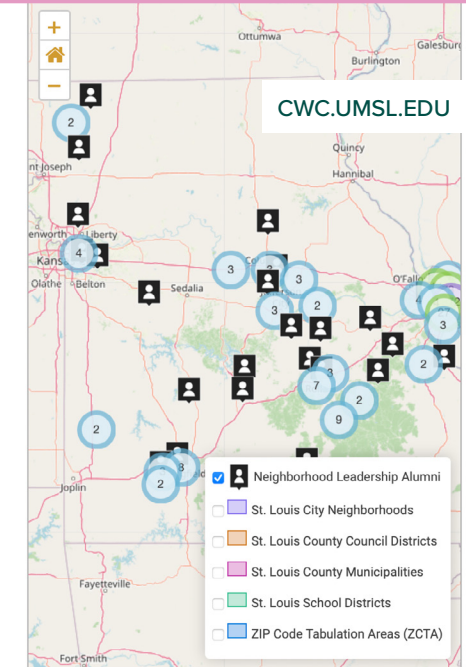 +
−
Ottumwa
Galesburg
Burlington
CWC.UMSL.EDU
2
Quincy
nt Joseph
Hannibal
enworth Liberty
4
Kans
Olathe Belton
Sedalia
3
3
3
2
O'Fall
4
3
2
3
7
2
9
2
3
2
Joplin
Neighborhood Leadership Alumni
St. Louis City Neighborhoods
St. Louis County Council Districts
St. Louis County Municipalities
St. Louis School Districts
ZIP Code Tabulation Areas (ZCTA)
Fayetteville
Fort Smith